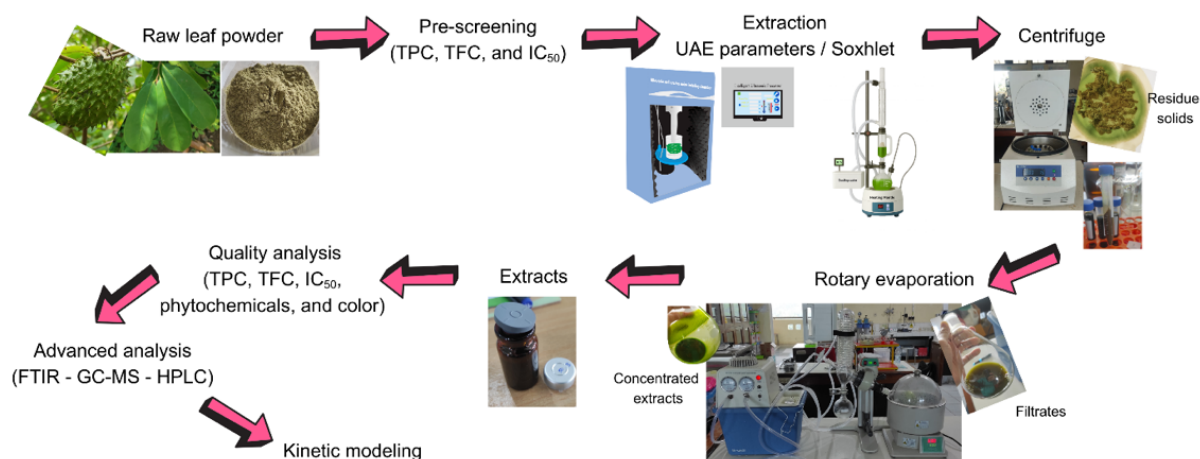 Raw leaf powder
Pre-screening
(TPC, TFC, and IC₅₀)
Extraction
UAE parameters / Soxhlet
Centrifuge
Residue
solids
Quality analysis
(TPC, TFC, IC₅₀,
phytochemicals, and color)
Extracts
Rotary evaporation
Concentrated
extracts
Filtrates
Advanced analysis
(FTIR - GC-MS - HPLC)
Kinetic modeling